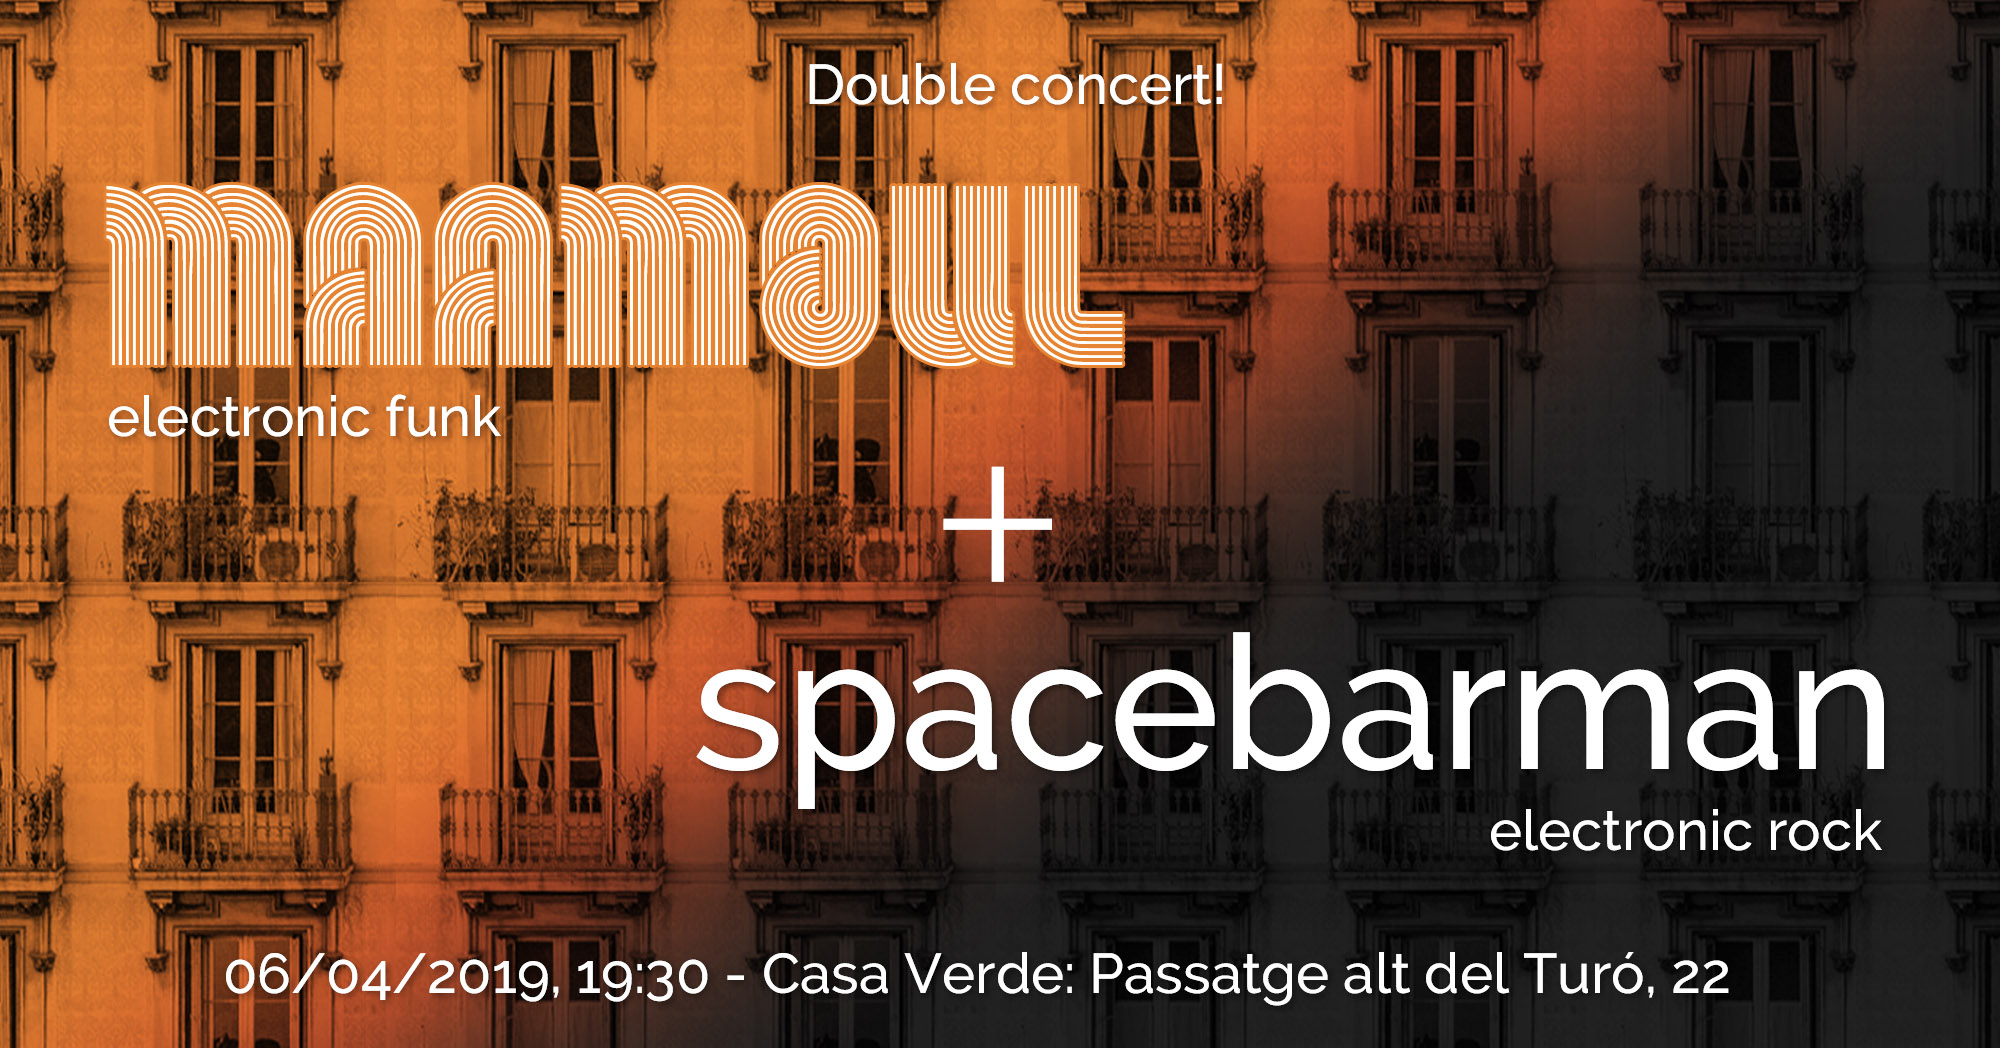 Double concert!
maamoul
electronic funk
+
spacebarman
electronic rock
06/04/2019, 19:30 - Casa Verde: Passatge alt del Turó, 22